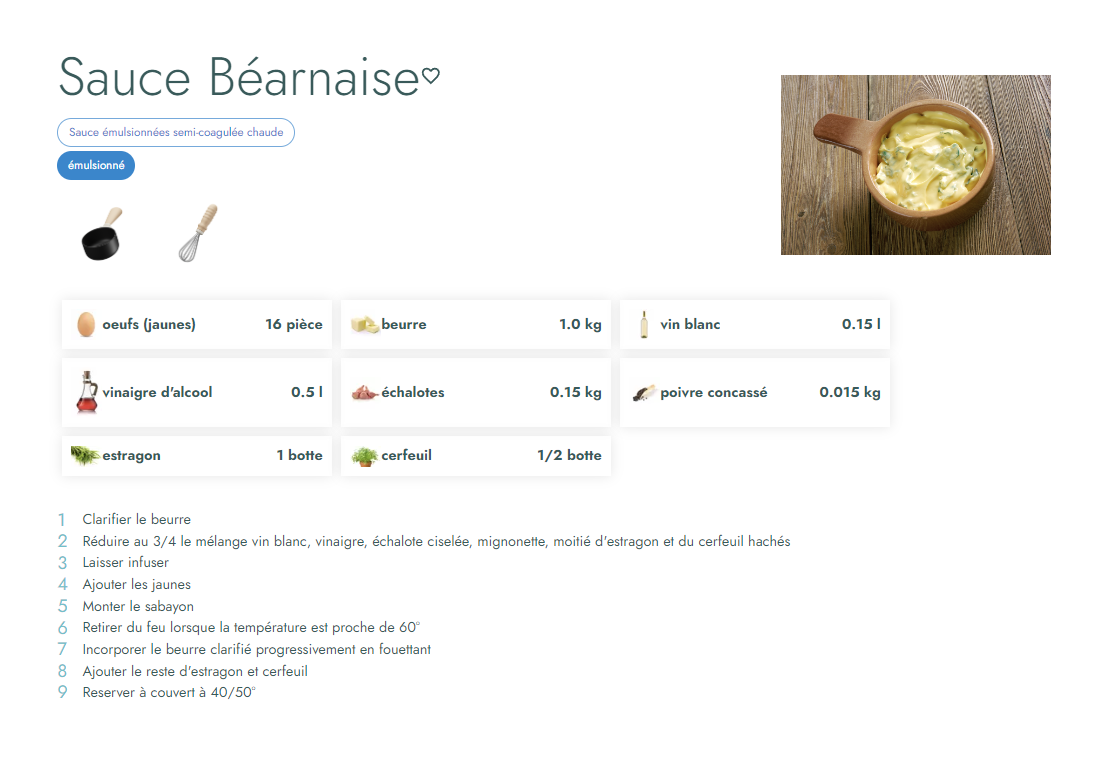 Sauce Béarnaise
Sauce émulsionnées semi-coagulée chaude
émulsionné
oeufs (jaunes) 16 pièce
beurre 1.0 kg
vin blanc 0.15 l
vinaigre d'alcool 0.5 l
échalotes 0.15 kg
poivre concassé 0.015 kg
estragon 1 botte
cerfeuil 1/2 botte
1 Clarifier le beurre
2 Réduire au 3/4 le mélange vin blanc, vinaigre, échalote ciselée, mignonette, moitié d'estragon et du cerfeuil hachés
3 Laisser infuser
4 Ajouter les jaunes
5 Monter le sabayon
6 Retirer du feu lorsque la température est proche de 60°
7 Incorporer le beurre clarifié progressivement en fouettant
8 Ajouter le reste d'estragon et cerfeuil
9 Reserver à couvert à 40/50°